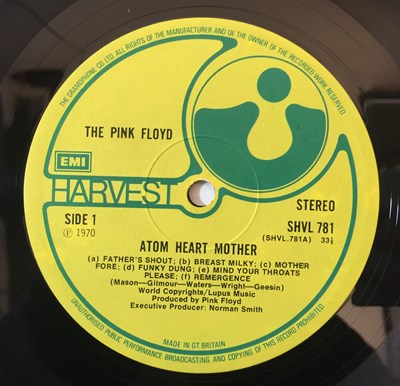 THE GRAMOPHONE CO LTD. ALL RIGHTS OF THE MANUFACTURER AND OF THE OWNER OF THE RECORDED WORK RESERVED
THE PINK FLOYD
EMI
HARVEST
STEREO
SIDE 1
SHVL 781
℗ 1970
(SHVL.781A) 33⅓
ATOM HEART MOTHER
(a) FATHER'S SHOUT; (b) BREAST MILKY; (c) MOTHER
FORE; (d) FUNKY DUNG; (e) MIND YOUR THROATS
PLEASE; (f) REMERGENCE
(Mason—Gilmour—Waters—Wright—Geesin)
World Copyrights/Lupus Music
Produced by Pink Floyd
Executive Producer: Norman Smith
MADE IN GT. BRITAIN
UNAUTHORISED PUBLIC PERFORMANCE BROADCASTING AND COPYING OF THIS RECORD PROHIBITED.